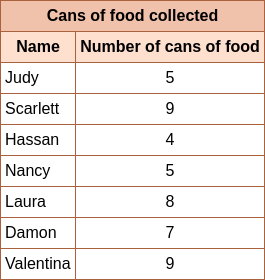 Cans of food collected
Name Number of cans of food
Judy 5
Scarlett 9
Hassan 4
Nancy 5
Laura 8
Damon 7
Valentina 9